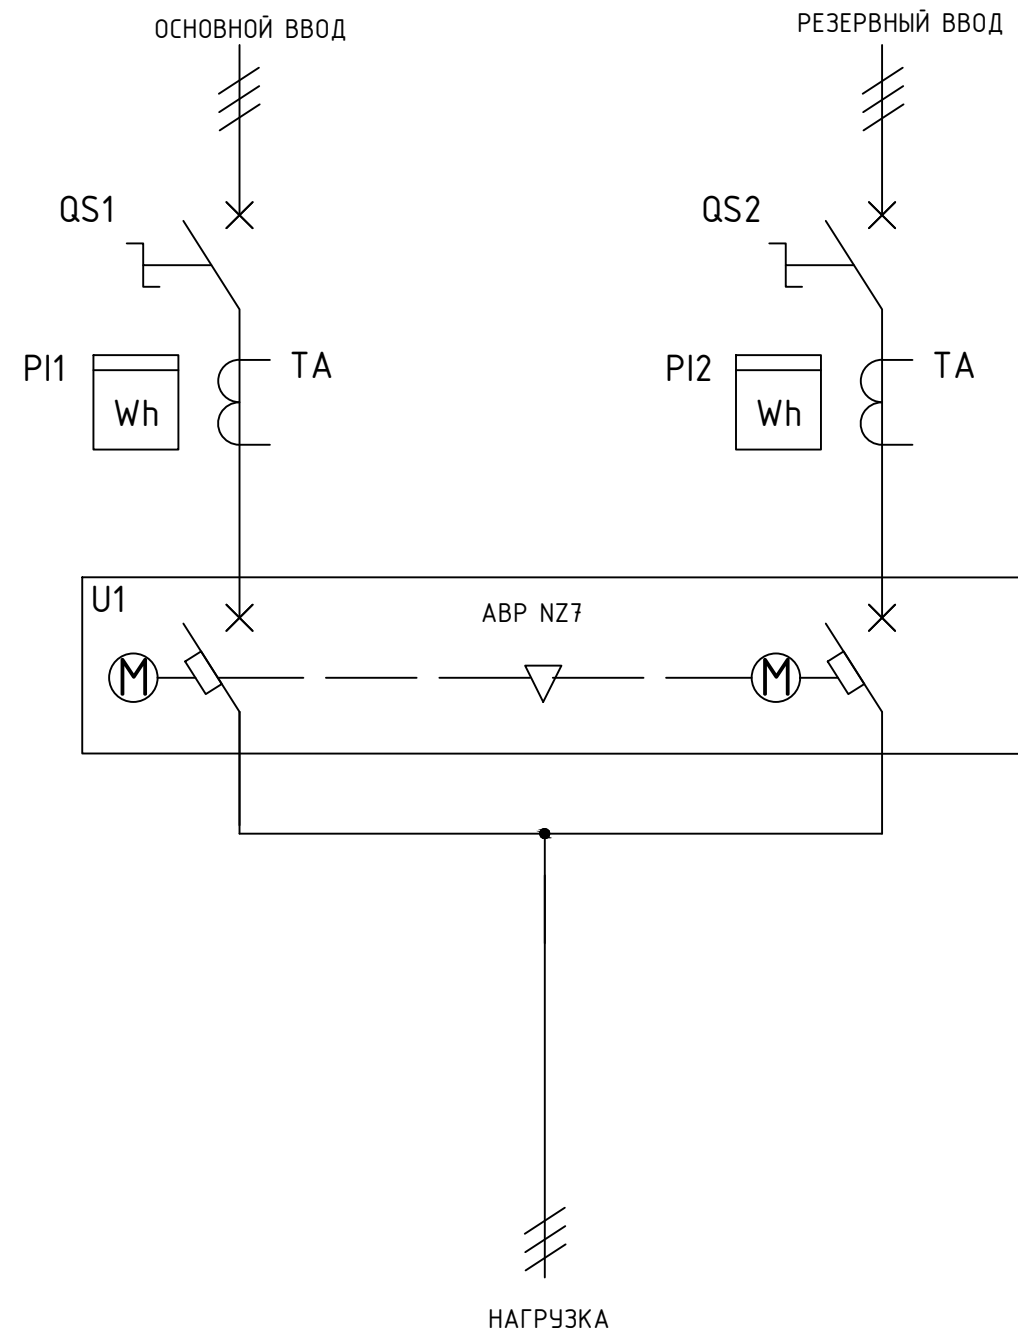 ОСНОВНОЙ ВВОД
РЕЗЕРВНЫЙ ВВОД
QS1
QS2
PI1
Wh
TA
PI2
Wh
TA
U1
АВР NZ7
M
M
НАГРУЗКА